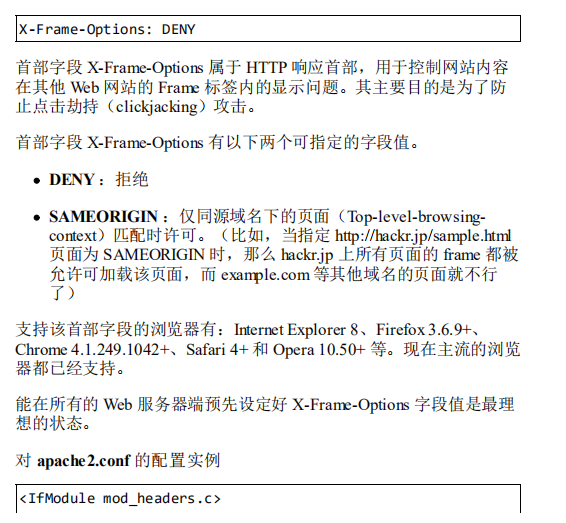 X-Frame-Options: DENY
首部字段 X-Frame-Options 属于 HTTP 响应首部，用于控制网站内容
在其他 Web 网站的 Frame 标签内的显示问题。其主要目的是为了防
止点击劫持（clickjacking）攻击。
首部字段 X-Frame-Options 有以下两个可指定的字段值。
● DENY ：拒绝
● SAMEORIGIN ：仅同源域名下的页面（Top-level-browsing-
context）匹配时许可。（比如，当指定 http://hackr.jp/sample.html
页面为 SAMEORIGIN 时，那么 hackr.jp 上所有页面的 frame 都被
允许可加载该页面，而 example.com 等其他域名的页面就不行
了）
支持该首部字段的浏览器有：Internet Explorer 8、Firefox 3.6.9+、
Chrome 4.1.249.1042+、Safari 4+ 和 Opera 10.50+ 等。现在主流的浏览
器都已经支持。
能在所有的 Web 服务器端预先设定好 X-Frame-Options 字段值是最理
想的状态。
对 apache2.conf 的配置实例
<IfModule mod_headers.c>